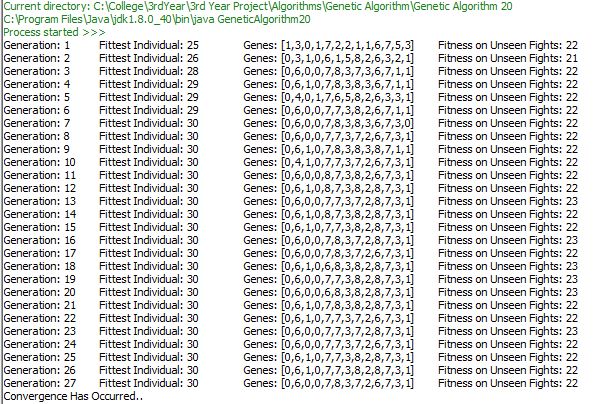 Current directory: C:\College\3rdYear\3rd Year Project\Algorithms\Genetic Algorithm\Genetic Algorithm 20
C:\Program Files\Java\jdk1.8.0_40\bin\java GeneticAlgorithm20
Process started >>>
Generation: 1 Fittest Individual: 25 Genes: [1,3,0,1,7,2,2,1,1,6,7,5,3] Fitness on Unseen Fights: 22
Generation: 2 Fittest Individual: 26 Genes: [0,3,1,0,6,1,5,8,2,6,3,2,1] Fitness on Unseen Fights: 21
Generation: 3 Fittest Individual: 28 Genes: [0,6,0,0,7,8,3,7,3,6,7,1,1] Fitness on Unseen Fights: 22
Generation: 4 Fittest Individual: 29 Genes: [0,6,1,0,7,8,3,8,3,6,7,1,1] Fitness on Unseen Fights: 22
Generation: 5 Fittest Individual: 29 Genes: [0,4,0,1,7,6,5,8,2,6,3,3,1] Fitness on Unseen Fights: 22
Generation: 6 Fittest Individual: 29 Genes: [0,6,0,0,7,7,3,8,2,6,7,1,1] Fitness on Unseen Fights: 22
Generation: 7 Fittest Individual: 30 Genes: [0,6,0,0,7,8,3,8,3,6,7,3,0] Fitness on Unseen Fights: 22
Generation: 8 Fittest Individual: 30 Genes: [0,6,0,0,7,7,3,7,2,6,7,3,1] Fitness on Unseen Fights: 22
Generation: 9 Fittest Individual: 30 Genes: [0,6,1,0,7,8,3,8,3,8,7,1,1] Fitness on Unseen Fights: 22
Generation: 10 Fittest Individual: 30 Genes: [0,4,1,0,7,7,3,7,2,6,7,3,1] Fitness on Unseen Fights: 22
Generation: 11 Fittest Individual: 30 Genes: [0,6,0,0,8,7,3,8,2,6,7,3,1] Fitness on Unseen Fights: 22
Generation: 12 Fittest Individual: 30 Genes: [0,6,1,0,8,7,3,8,2,8,7,3,1] Fitness on Unseen Fights: 22
Generation: 13 Fittest Individual: 30 Genes: [0,6,0,0,7,7,3,7,2,6,7,3,1] Fitness on Unseen Fights: 22
Generation: 14 Fittest Individual: 30 Genes: [0,6,1,0,8,7,3,8,2,8,7,3,1] Fitness on Unseen Fights: 22
Generation: 15 Fittest Individual: 30 Genes: [0,6,1,0,7,7,3,8,2,8,7,3,1] Fitness on Unseen Fights: 22
Generation: 16 Fittest Individual: 30 Genes: [0,6,0,0,7,8,3,7,2,8,7,3,1] Fitness on Unseen Fights: 23
Generation: 17 Fittest Individual: 30 Genes: [0,6,0,0,7,8,3,7,2,6,7,3,1] Fitness on Unseen Fights: 22
Generation: 18 Fittest Individual: 30 Genes: [0,6,1,0,6,8,3,8,2,8,7,3,1] Fitness on Unseen Fights: 23
Generation: 19 Fittest Individual: 30 Genes: [0,6,0,0,7,7,3,8,2,8,7,3,1] Fitness on Unseen Fights: 23
Generation: 20 Fittest Individual: 30 Genes: [0,6,0,0,6,8,3,8,2,8,7,3,1] Fitness on Unseen Fights: 23
Generation: 21 Fittest Individual: 30 Genes: [0,6,1,0,7,8,3,8,2,8,7,3,1] Fitness on Unseen Fights: 22
Generation: 22 Fittest Individual: 30 Genes: [0,6,1,0,7,7,3,7,2,6,7,3,1] Fitness on Unseen Fights: 22
Generation: 23 Fittest Individual: 30 Genes: [0,6,0,0,7,7,3,7,2,8,7,3,1] Fitness on Unseen Fights: 23
Generation: 24 Fittest Individual: 30 Genes: [0,6,0,0,7,7,3,7,2,6,7,3,1] Fitness on Unseen Fights: 22
Generation: 25 Fittest Individual: 30 Genes: [0,6,1,0,7,7,3,8,2,8,7,3,1] Fitness on Unseen Fights: 22
Generation: 26 Fittest Individual: 30 Genes: [0,6,1,0,7,7,3,8,2,8,7,3,1] Fitness on Unseen Fights: 22
Generation: 27 Fittest Individual: 30 Genes: [0,6,0,0,7,8,3,7,2,6,7,3,1] Fitness on Unseen Fights: 22
Convergence Has Occurred..